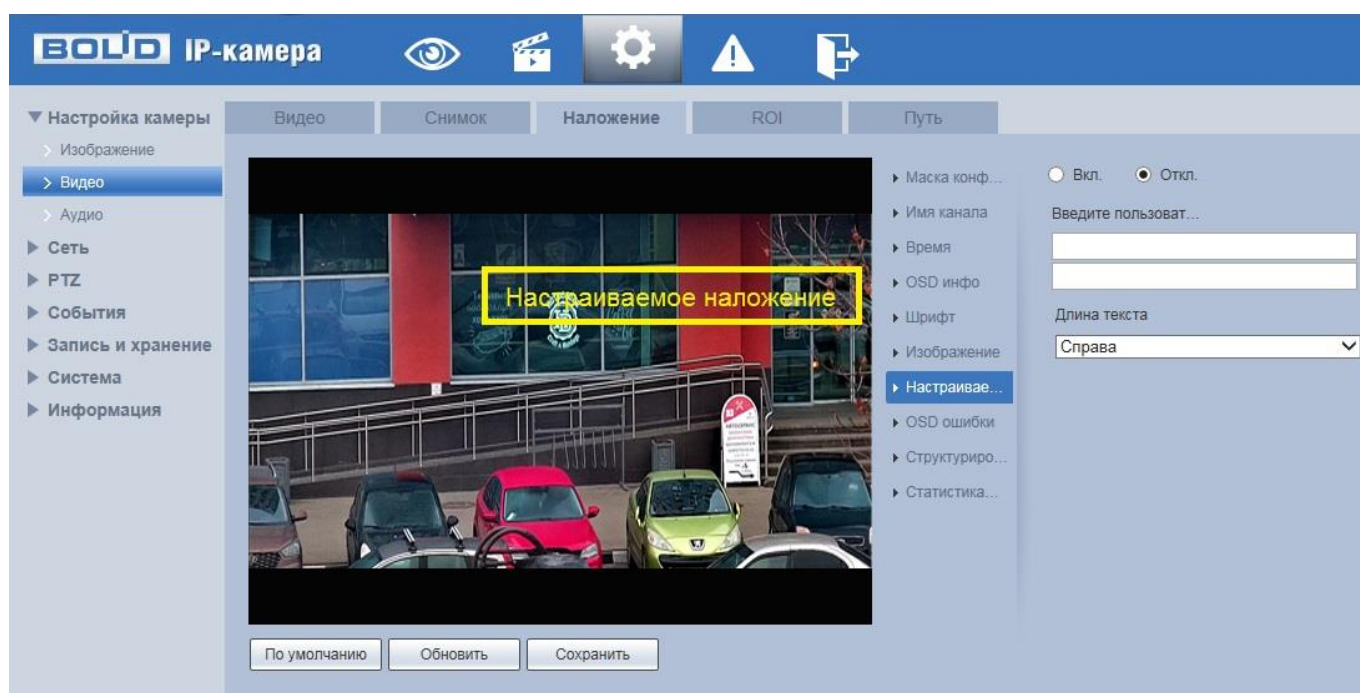 BOLID IP-камера
Настройка камеры
Изображение
Видео
Аудио
Сеть
PTZ
События
Запись и хранение
Система
Информация
Видео Снимок Наложение ROI Путь
Настраиваемое наложение
По умолчанию Обновить Сохранить
Маска конф...
Имя канала
Время
OSD инфо
Шрифт
Изображение
Настраивае...
OSD ошибки
Структуриро...
Статистика...
Вкл. Откл.
Введите пользоват...
Длина текста
Справа